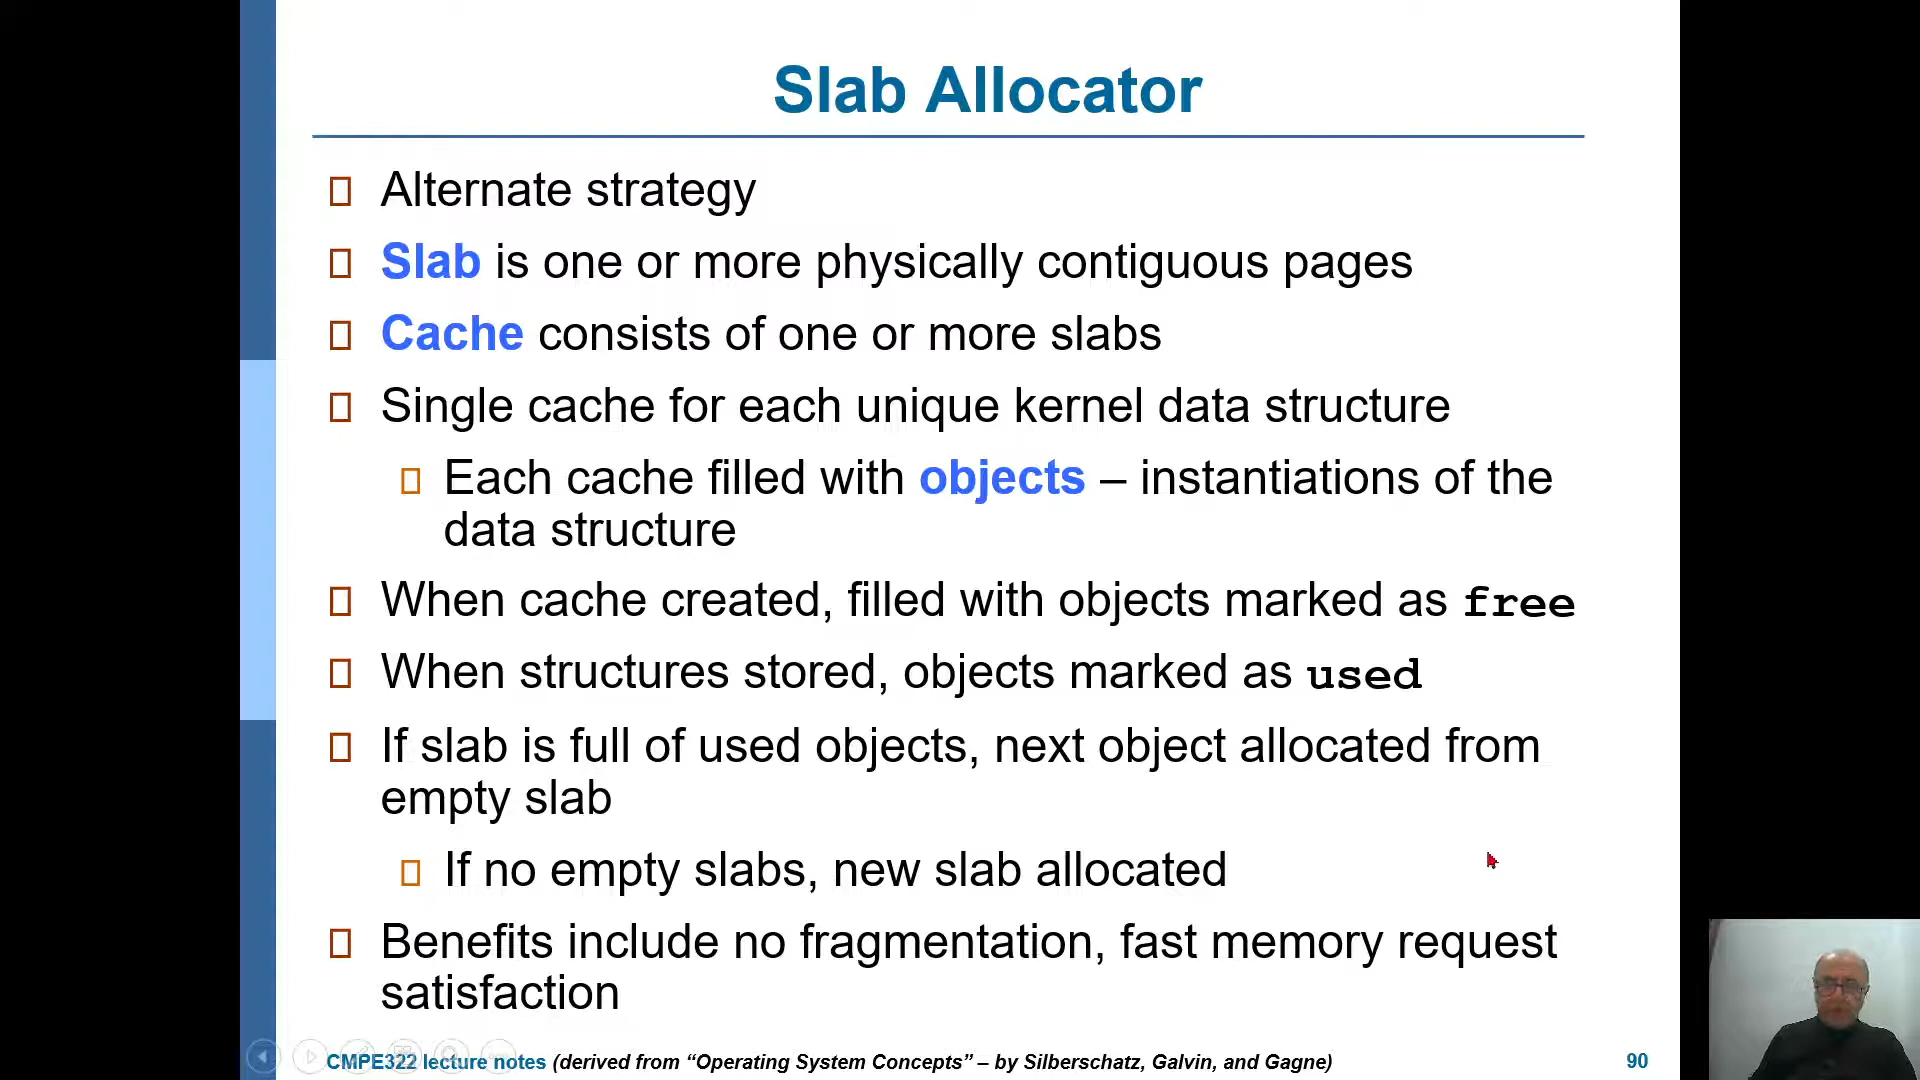 Slab Allocator
Alternate strategy
Slab is one or more physically contiguous pages
Cache consists of one or more slabs
Single cache for each unique kernel data structure
Each cache filled with objects – instantiations of the
data structure
When cache created, filled with objects marked as free
When structures stored, objects marked as used
If slab is full of used objects, next object allocated from
empty slab
If no empty slabs, new slab allocated
Benefits include no fragmentation, fast memory request
satisfaction
CMPE322 lecture notes (derived from “Operating System Concepts” – by Silberschatz, Galvin, and Gagne)
90